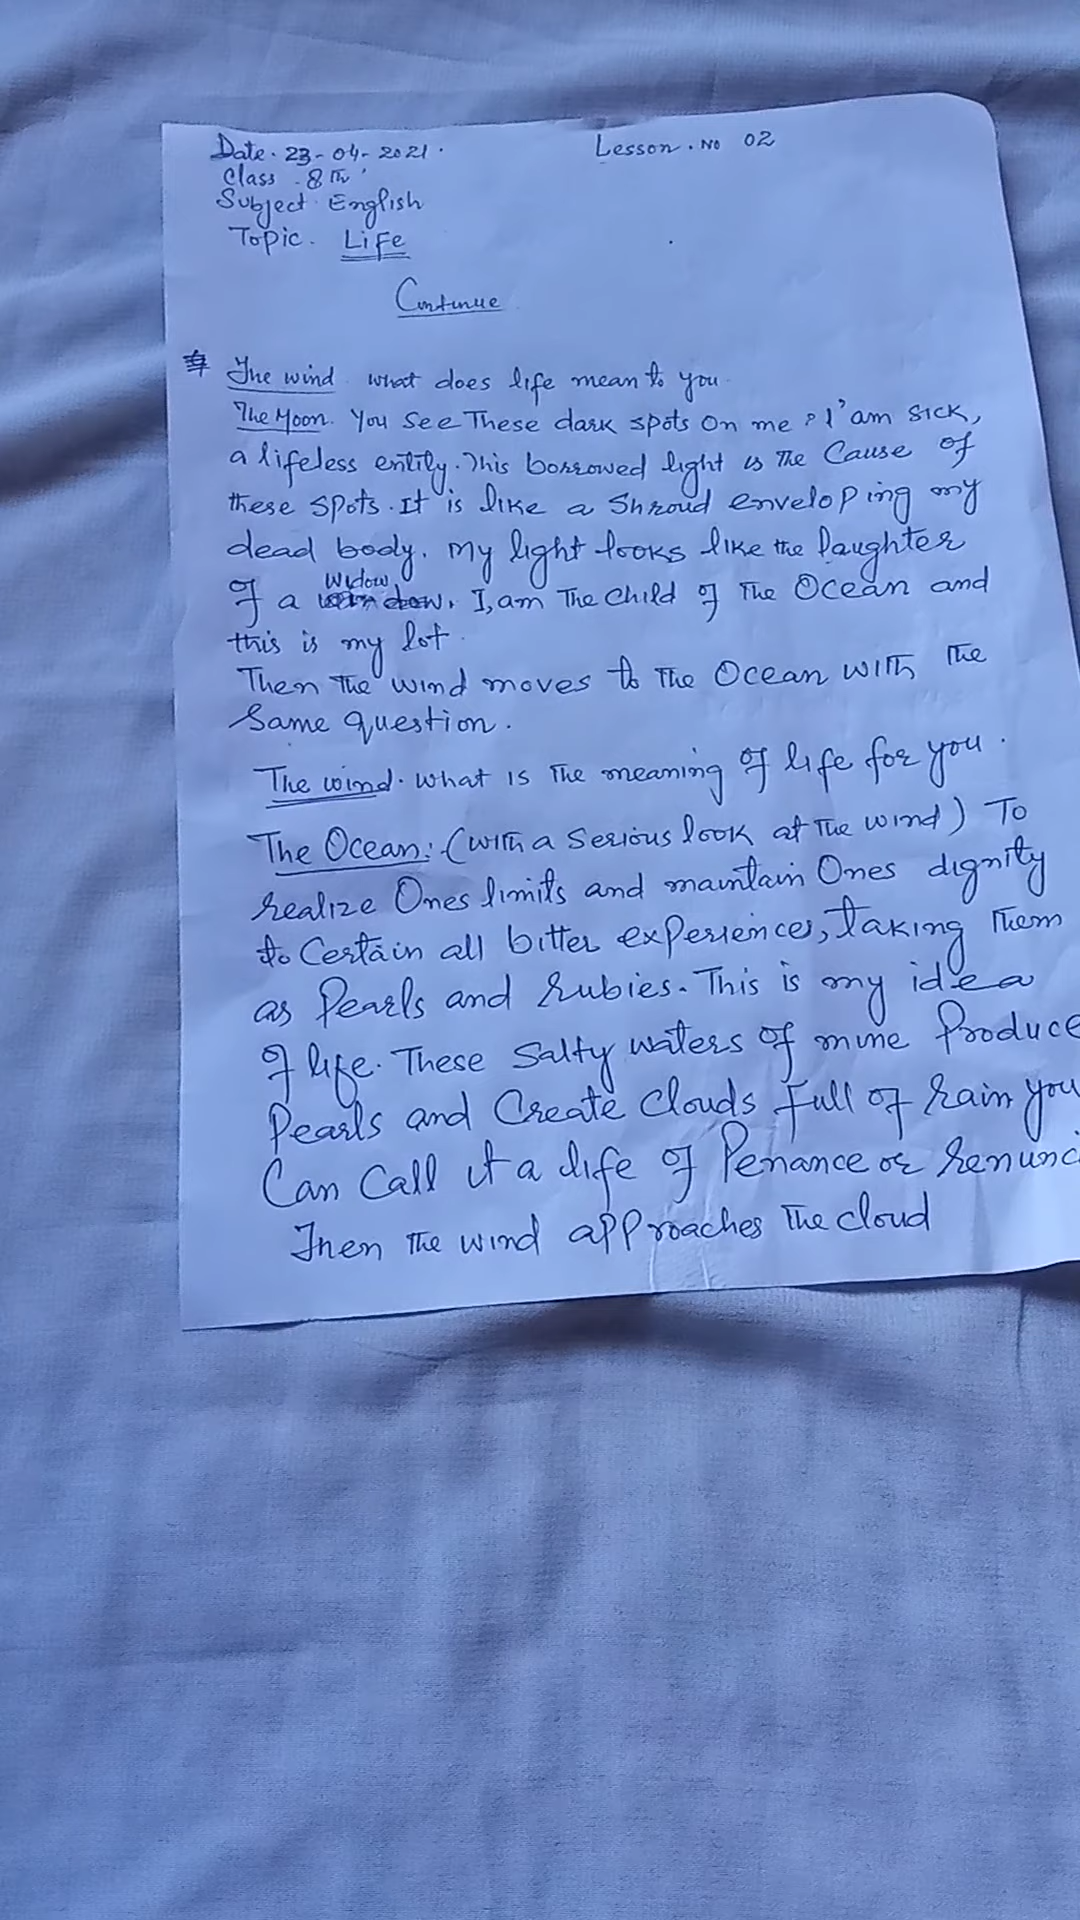 Date. 23-04-2021. Lesson. No 02
Class. 8Th
Subject. English
Topic. Life
Continue
The wind. what does life mean to you.
The Moon. You See These dark spots on me? I'am sick,
a lifeless entity. This borrowed light is The Cause of
these spots. It is like a Shroud enveloping my
dead body. My light looks like the laughter
of a widow. I, am The Child of The Ocean and
this is my lot.
Then The wind moves to The Ocean with The
Same question.
The wind. what is The meaning of life for you.
The Ocean: (with a Serious look at The wind) To
realize Ones limits and maintain Ones dignity
to Certain all bitter experiences, taking Them
as Pearls and rubies. This is my idea
of life. These Salty waters of mine Produce
Pearls and Create Clouds full of rain you
Can Call it a life of Penance or renunc
Then The wind approaches The cloud